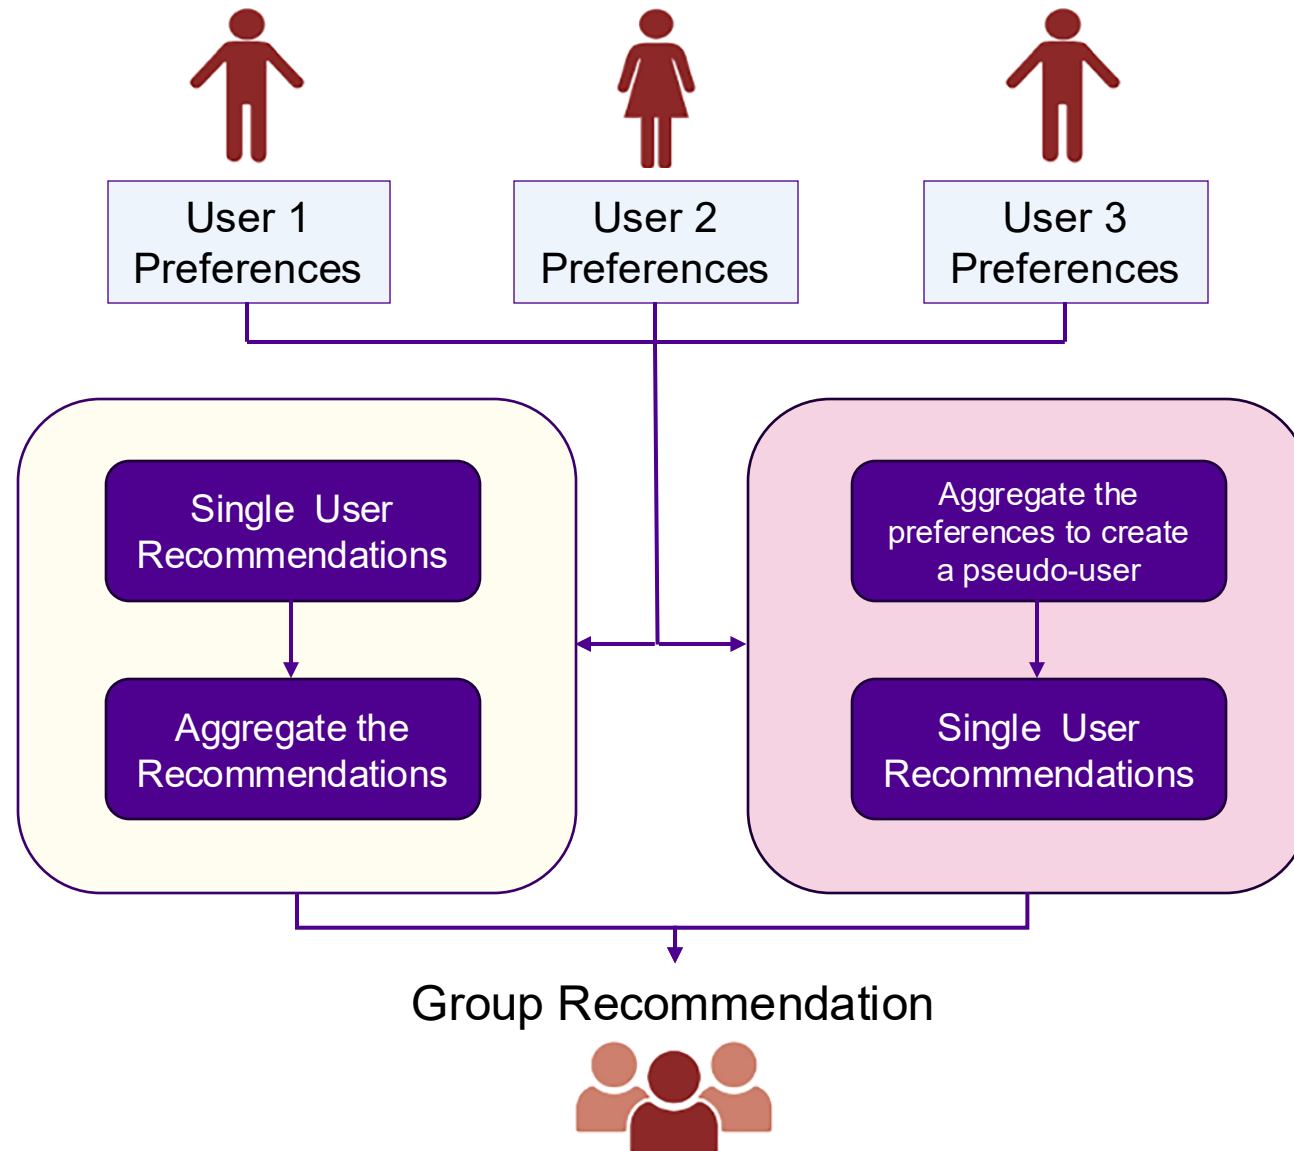 User 1
Preferences
User 2
Preferences
User 3
Preferences
Single  User
Recommendations
Aggregate the
Recommendations
Aggregate the
preferences to create
a pseudo-user
Single  User
Recommendations
Group Recommendation